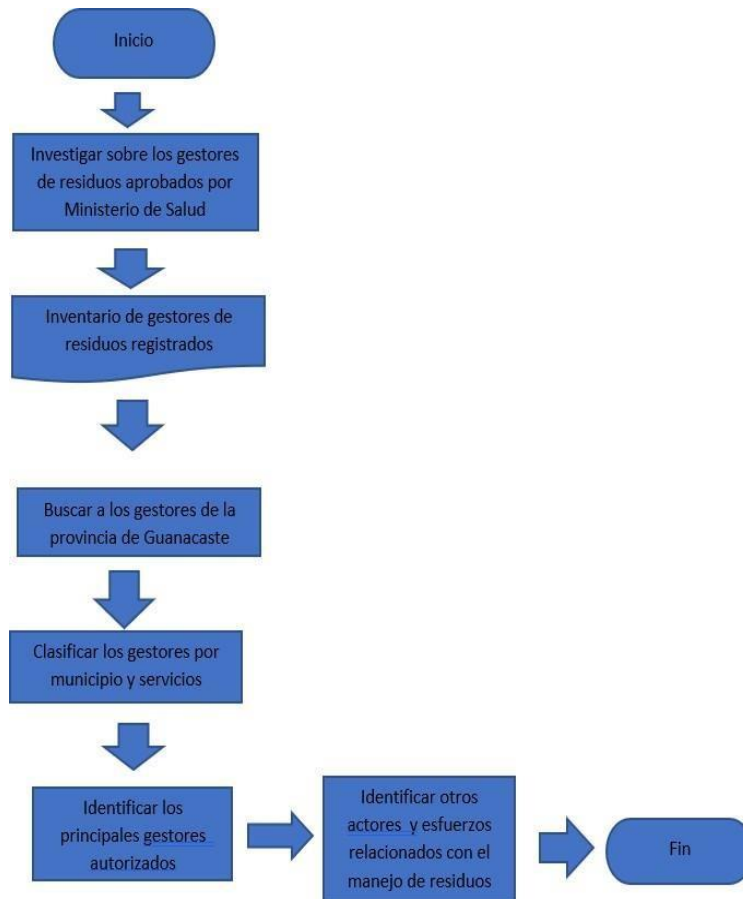 Inicio
Investigar sobre los gestores
de residuos aprobados por
Ministerio de Salud
Inventario de gestores de
residuos registrados
Buscar a los gestores de la
provincia de Guanacaste
Clasificar los gestores por
municipio y servicios
Identificar los
principales gestores
autorizados
Identificar otros
actores y esfuerzos
relacionados con el
manejo de residuos
Fin